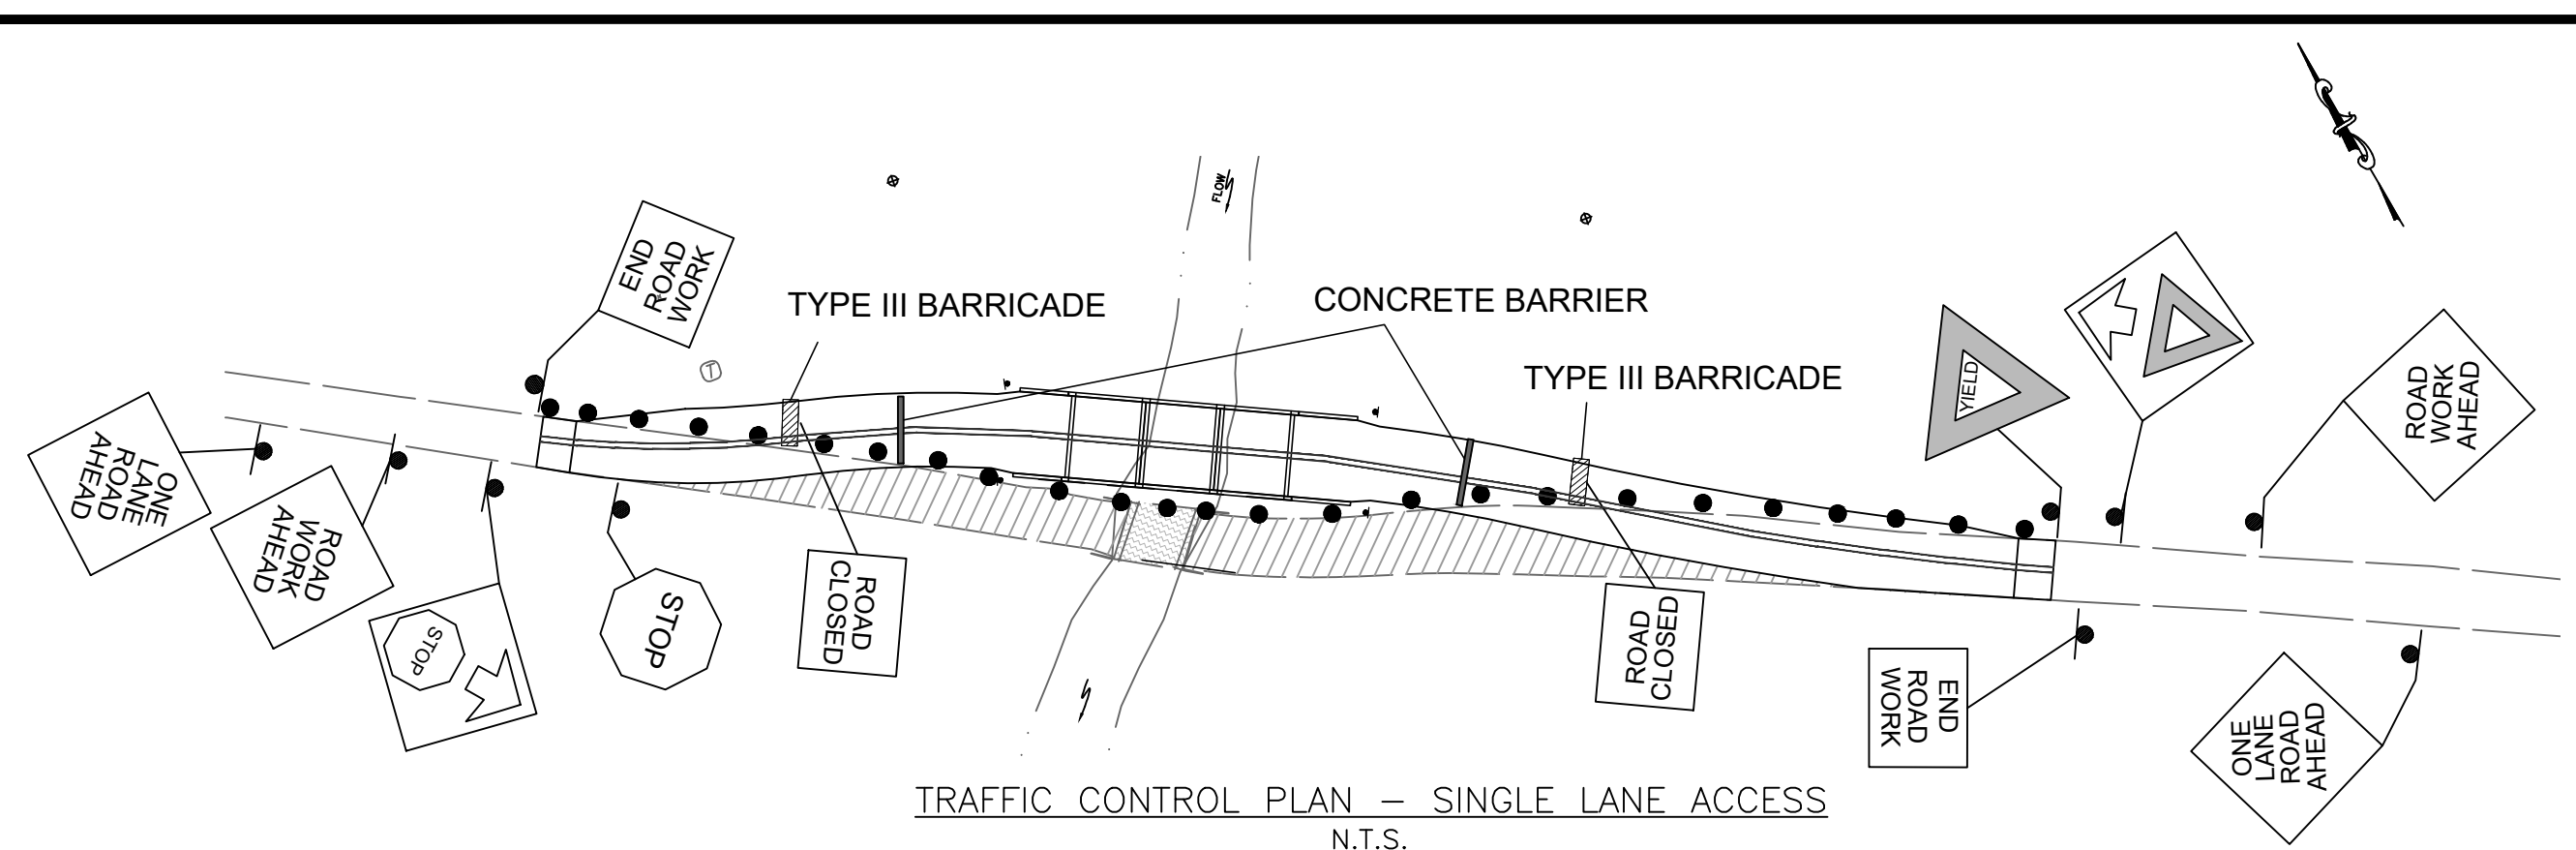 FLOW
END
ROAD
WORK
TYPE III BARRICADE
CONCRETE BARRIER
TYPE III BARRICADE
YIELD
ROAD
WORK
AHEAD
T
ONE
LANE
ROAD
AHEAD
ROAD
WORK
AHEAD
STOP
STOP
ROAD
CLOSED
ROAD
CLOSED
END
ROAD
WORK
ONE
LANE
ROAD
AHEAD
TRAFFIC CONTROL PLAN – SINGLE LANE ACCESS
N.T.S.